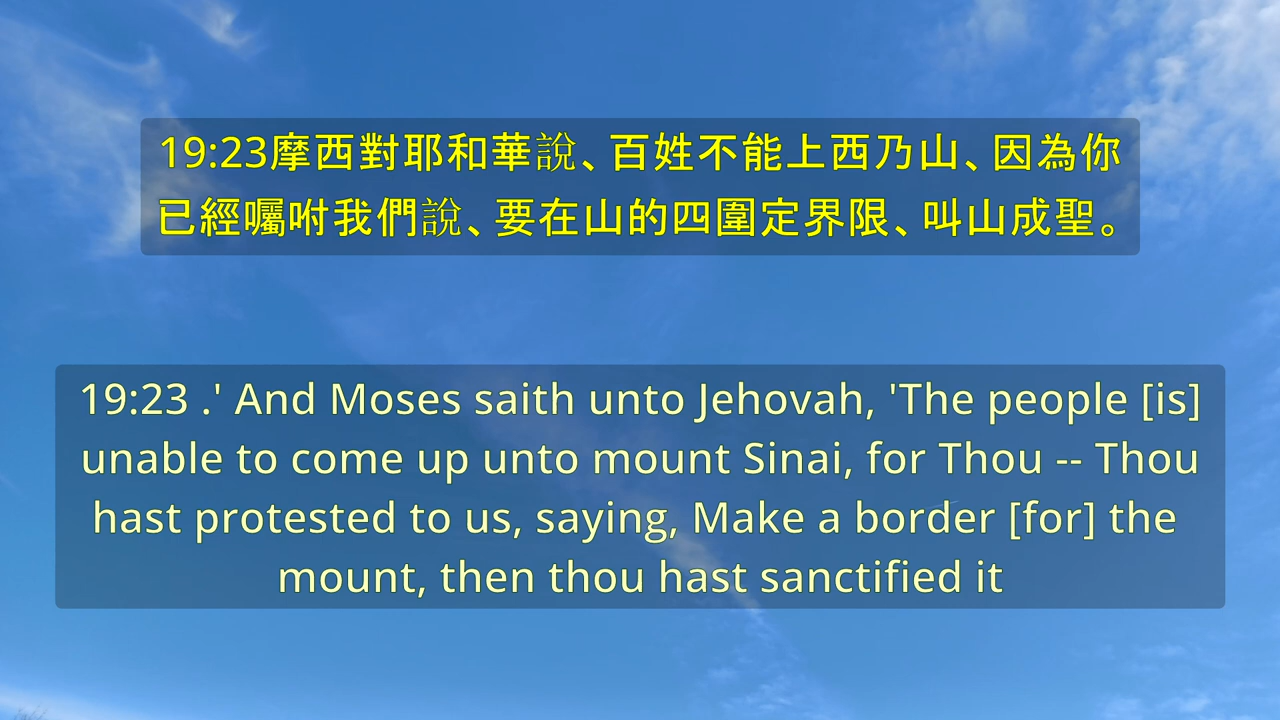 19:23摩西對耶和華說、百姓不能上西乃山、因為你
已經囑咐我們說、要在山的四圍定界限、叫山成聖。
19:23 .' And Moses saith unto Jehovah, 'The people [is]
unable to come up unto mount Sinai, for Thou -- Thou
hast protested to us, saying, Make a border [for] the
mount, then thou hast sanctified it